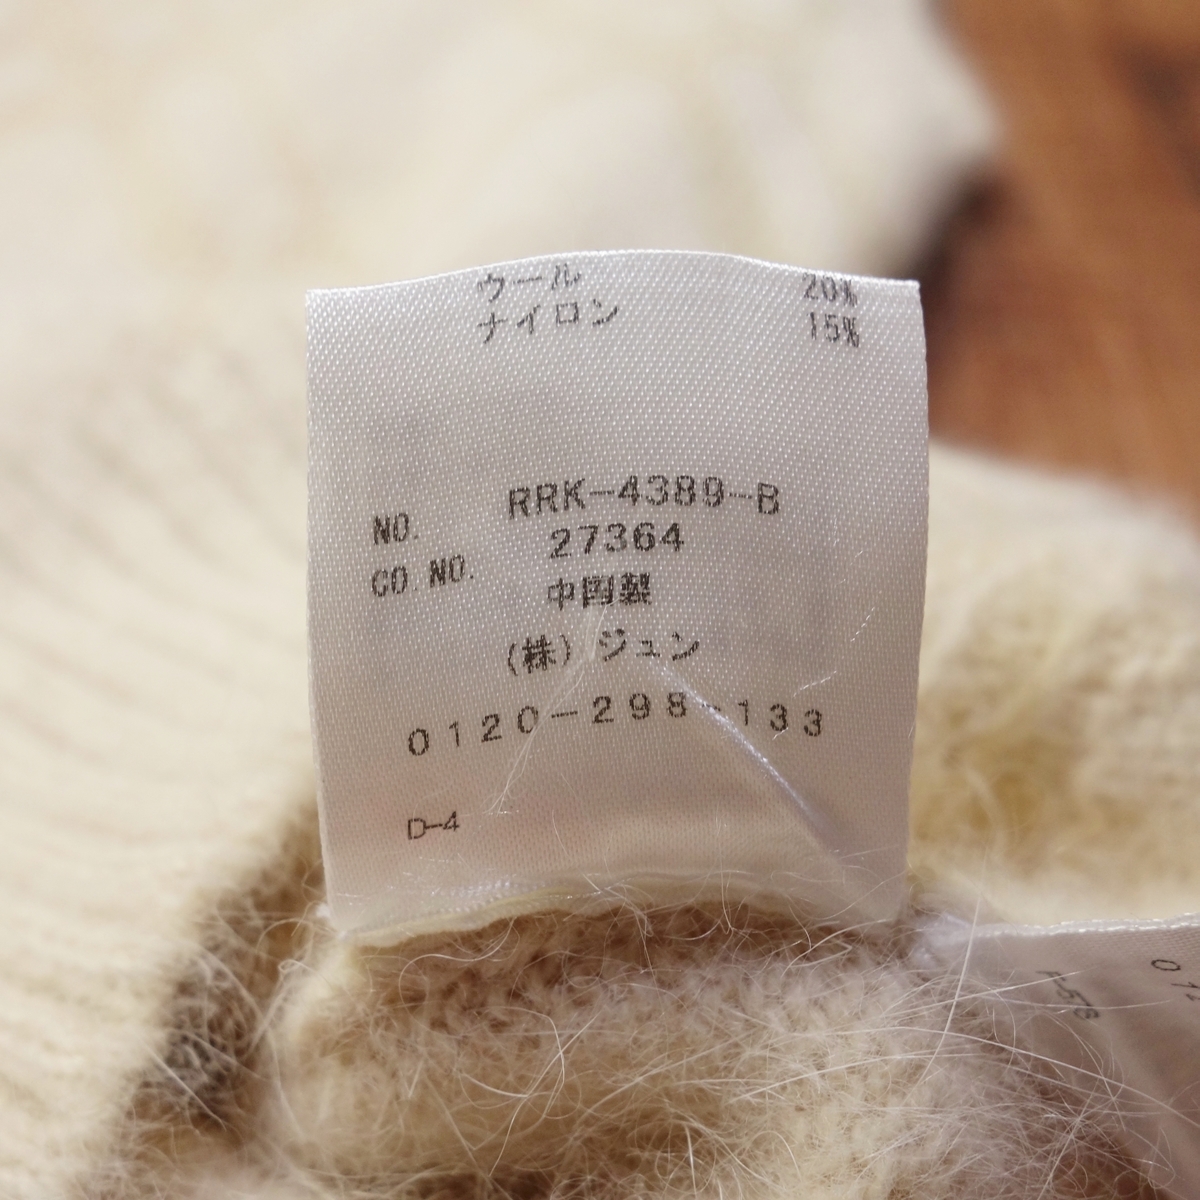 ウール 20%
ナイロン 15%
NO. RRK-4389-B
CO.NO. 27364
中国製
(株)ジュン
0120-298-133
D-4